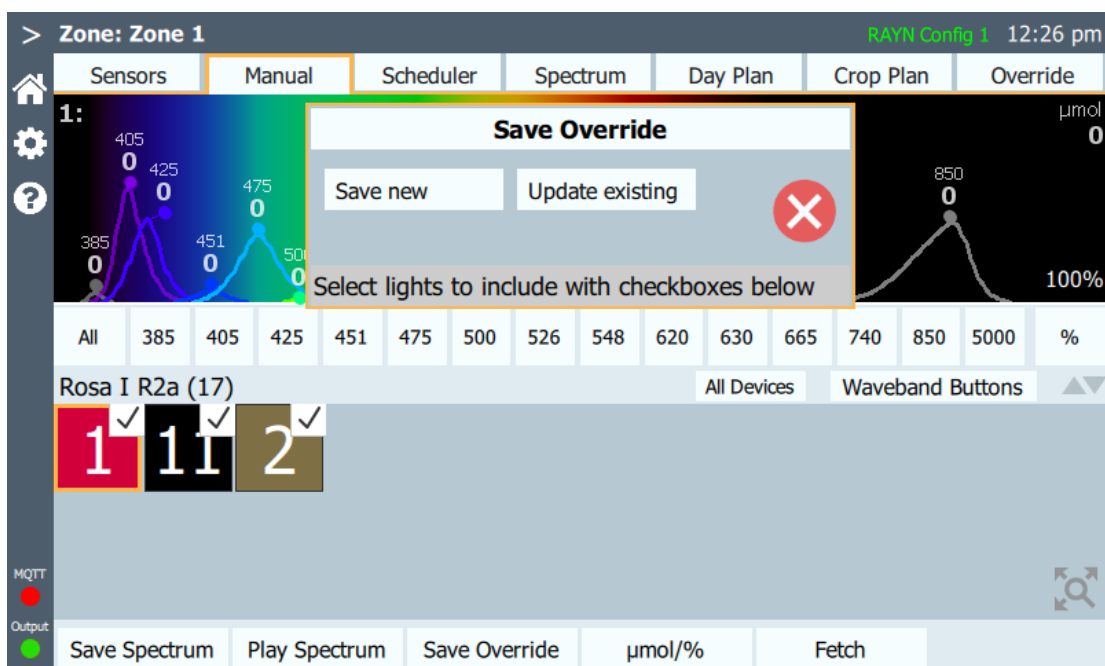 > Zone: Zone 1 RAYN Config 1 12:26 pm
Sensors Manual Scheduler Spectrum Day Plan Crop Plan Override
1: µmol
0
405
0
425
0
475
0
385
0
451
0
0
850
0
100%
Save Override
Save new Update existing
Select lights to include with checkboxes below
All 385 405 425 451 475 500 526 548 620 630 665 740 850 5000 %
Rosa I R2a (17) All Devices Waveband Buttons
1 11 2
MQTT
Output
Save Spectrum Play Spectrum Save Override µmol/% Fetch